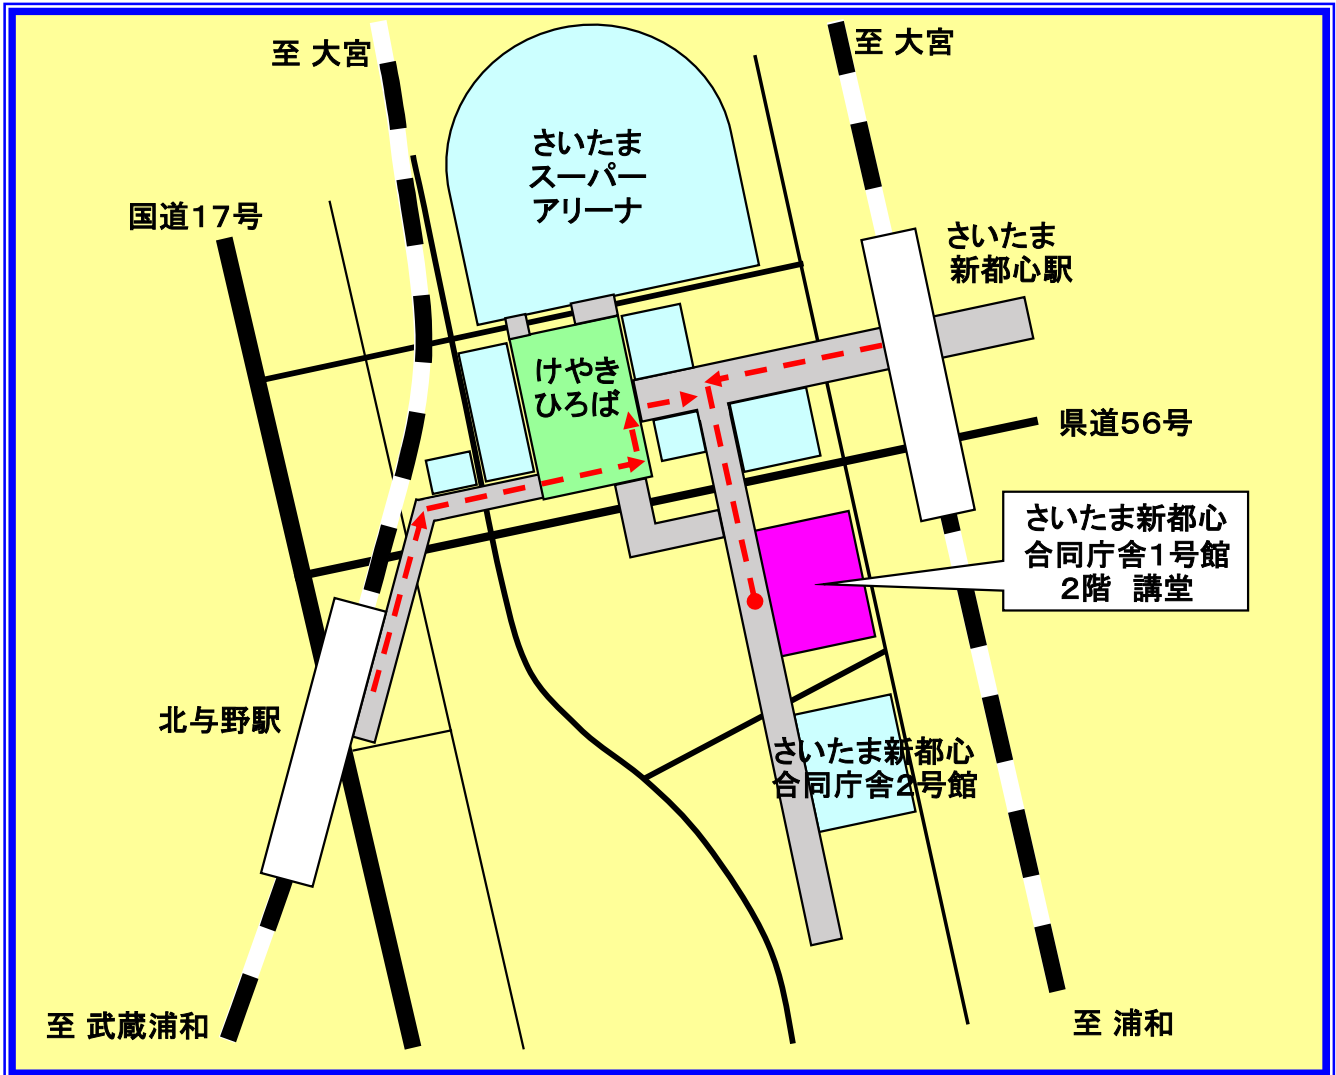 至 大宮
至 大宮
さいたま
スーパー
アリーナ
国道17号
さいたま
新都心駅
けやき
ひろば
県道56号
さいたま新都心
合同庁舎1号館
2階　講堂
北与野駅
さいたま新都心
合同庁舎2号館
至 武蔵浦和
至 浦和